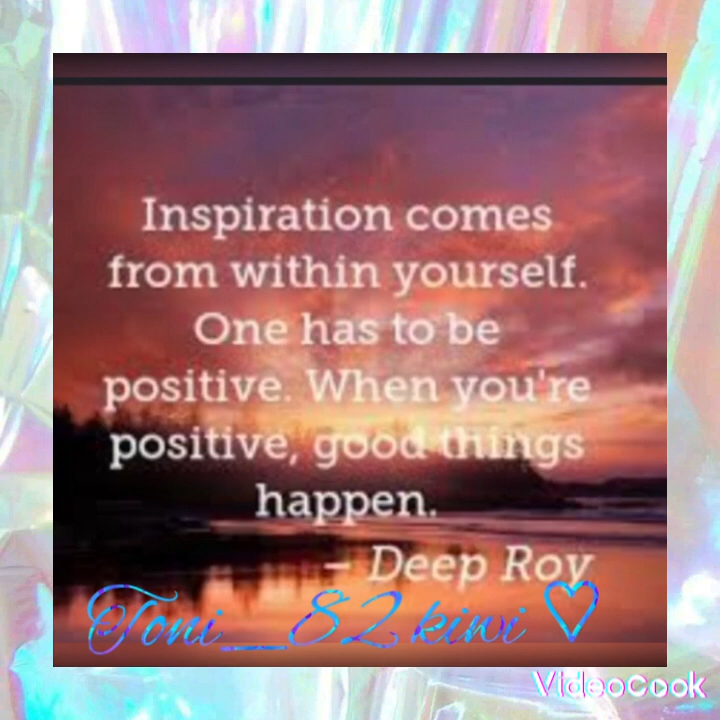 Inspiration comes
from within yourself.
One has to be
positive. When you're
positive, good things
happen.
– Deep Roy
Toni_82 kiwi ♡
VideoCook